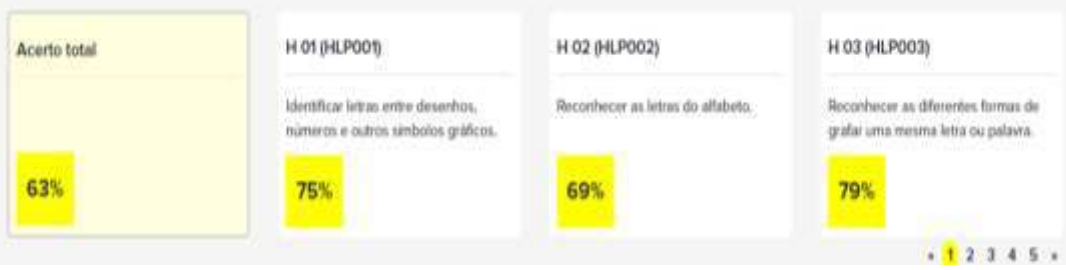 Acerto total
63%
H 01 (HLP001)
Identificar letras entre desenhos,
números e outros símbolos gráficos.
75%
H 02 (HLP002)
Reconhecer as letras do alfabeto.
69%
H 03 (HLP003)
Reconhecer as diferentes formas de
grafar uma mesma letra ou palavra.
79%
« 1 2 3 4 5 »